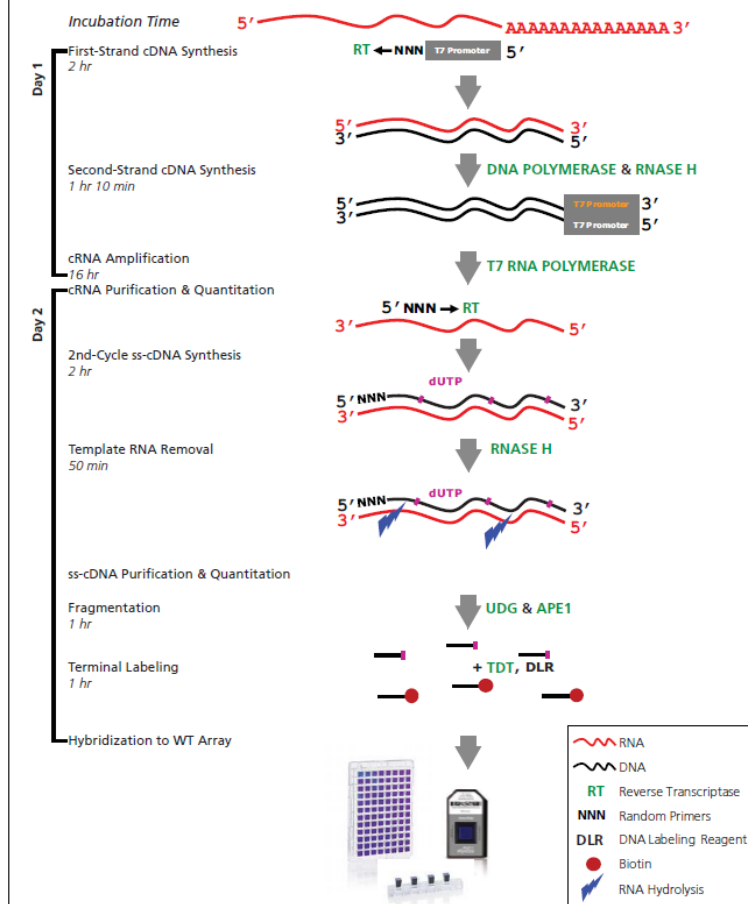 Incubation Time
5′ AAAAAAAAAAAAAAA 3′
Day 1
First-Strand cDNA Synthesis
2 hr
RT NNN T7 Promoter 5′
5′ 3′
3′ 5′
Second-Strand cDNA Synthesis
1 hr 10 min
DNA POLYMERASE & RNASE H
5′ T7 Promoter 3′
3′ T7 Promoter 5′
cRNA Amplification
16 hr
T7 RNA POLYMERASE
Day 2
cRNA Purification & Quantitation
5′ NNN RT
3′ 5′
2nd-Cycle ss-cDNA Synthesis
2 hr
dUTP
5′ NNN 3′
3′ 5′
Template RNA Removal
50 min
RNASE H
dUTP
5′ NNN 3′
3′ 5′
ss-cDNA Purification & Quantitation
Fragmentation
1 hr
UDG & APE1
Terminal Labeling
1 hr
+ TDT, DLR
Hybridization to WT Array
RNA
DNA
RT Reverse Transcriptase
NNN Random Primers
DLR DNA Labeling Reagent
Biotin
RNA Hydrolysis